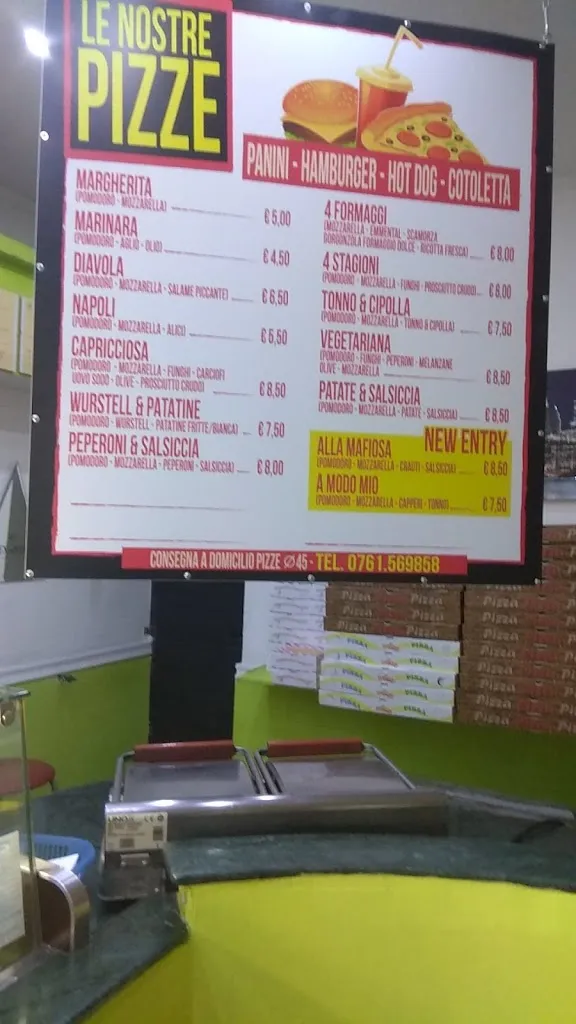 LE NOSTRE
PIZZE
PANINI - HAMBURGER - HOT DOG - COTOLETTA
MARGHERITA
(POMODORO - MOZZARELLA) € 5,00
MARINARA
(POMODORO - AGLIO - OLIO) € 4,50
DIAVOLA
(POMODORO - MOZZARELLA - SALAME PICCANTE) € 6,50
NAPOLI
(POMODORO - MOZZARELLA - ALICI) € 5,50
CAPRICCIOSA
(POMODORO - MOZZARELLA - FUNGHI - CARCIOFI
UOVO SODO - OLIVE - PROSCIUTTO CRUDO) € 8,50
WURSTELL & PATATINE
(POMODORO - WURSTELL - PATATINE FRITTE/BIANCA) € 7,50
PEPERONI & SALSICCIA
(POMODORO - MOZZARELLA - PEPERONI - SALSICCIA) € 8,00
4 FORMAGGI
(MOZZARELLA - EMMENTAL - SCAMORZA
GORGONZOLA FORMAGGIO DOLCE - RICOTTA FRESCA) € 8,00
4 STAGIONI
(POMODORO - MOZZARELLA - FUNGHI - PROSCIUTTO CRUDO) € 8,00
TONNO & CIPOLLA
(POMODORO - MOZZARELLA - TONNO & CIPOLLA) € 7,50
VEGETARIANA
(POMODORO - FUNGHI - PEPERONI - MELANZANE
OLIVE - MOZZARELLA € 8,50
PATATE & SALSICCIA
(POMODORO - MOZZARELLA - PATATE - SALSICCIA) € 8,50
NEW ENTRY
ALLA MAFIOSA
(POMODORO - MOZZARELLA - CRAUTI - SALSICCIA) € 8,50
A MODO MIO
(POMODORO - MOZZARELLA - CAPPERI - TONNO) € 7,50
CONSEGNA A DOMICILIO PIZZE Ø45 - TEL. 0761.569858
Pizza
Pizza